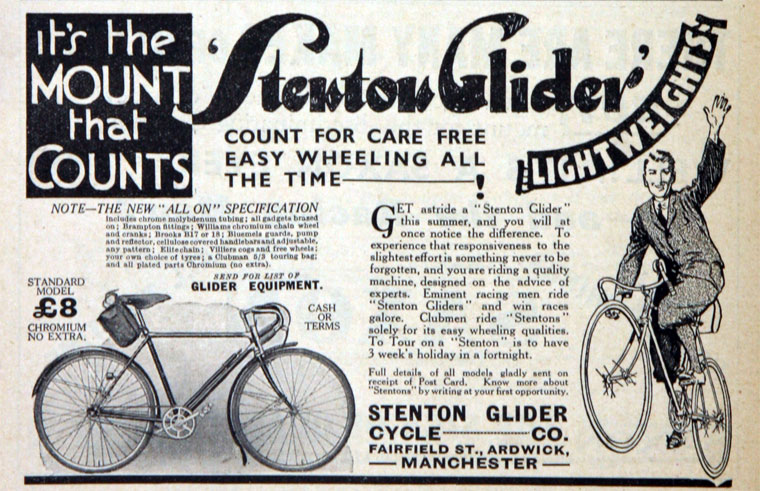 it's the
MOUNT
that
COUNTS
'Stenton Glider'
LIGHTWEIGHTS!
COUNT FOR CARE FREE
EASY WHEELING ALL
THE TIME——!
NOTE—THE NEW "ALL ON" SPECIFICATION
Includes chrome molybdenum tubing; all gadgets brazed
on; Brampton fittings; Williams chromium chain wheel
and cranks; Brooks B17 or 18; Bluemels guards, pump
and reflector, cellulose covered handlebars and adjustable,
any pattern; Elite chain; Villiers cogs and free wheels;
your own choice of tyres; a Clubman 5/9 touring bag;
and all plated parts Chromium (no extra).
SEND FOR LIST OF
GLIDER EQUIPMENT.
STANDARD
MODEL
£8
CHROMIUM
NO EXTRA.
CASH
OR
TERMS
GET astride a "Stenton Glider"
this summer, and you will at
once notice the difference. To
experience that responsiveness to the
slightest effort is something never to be
forgotten, and you are riding a quality
machine, designed on the advice of
experts. Eminent racing men ride
"Stenton Gliders" and win races
galore. Clubmen ride "Stentons"
solely for its easy wheeling qualities.
To Tour on a "Stenton" is to have
3 week's holiday in a fortnight.
Full details of all models gladly sent on
receipt of Post Card. Know more about
"Stentons" by writing at your first opportunity.
STENTON GLIDER
CYCLE——CO.
FAIRFIELD ST., ARDWICK,
—MANCHESTER—